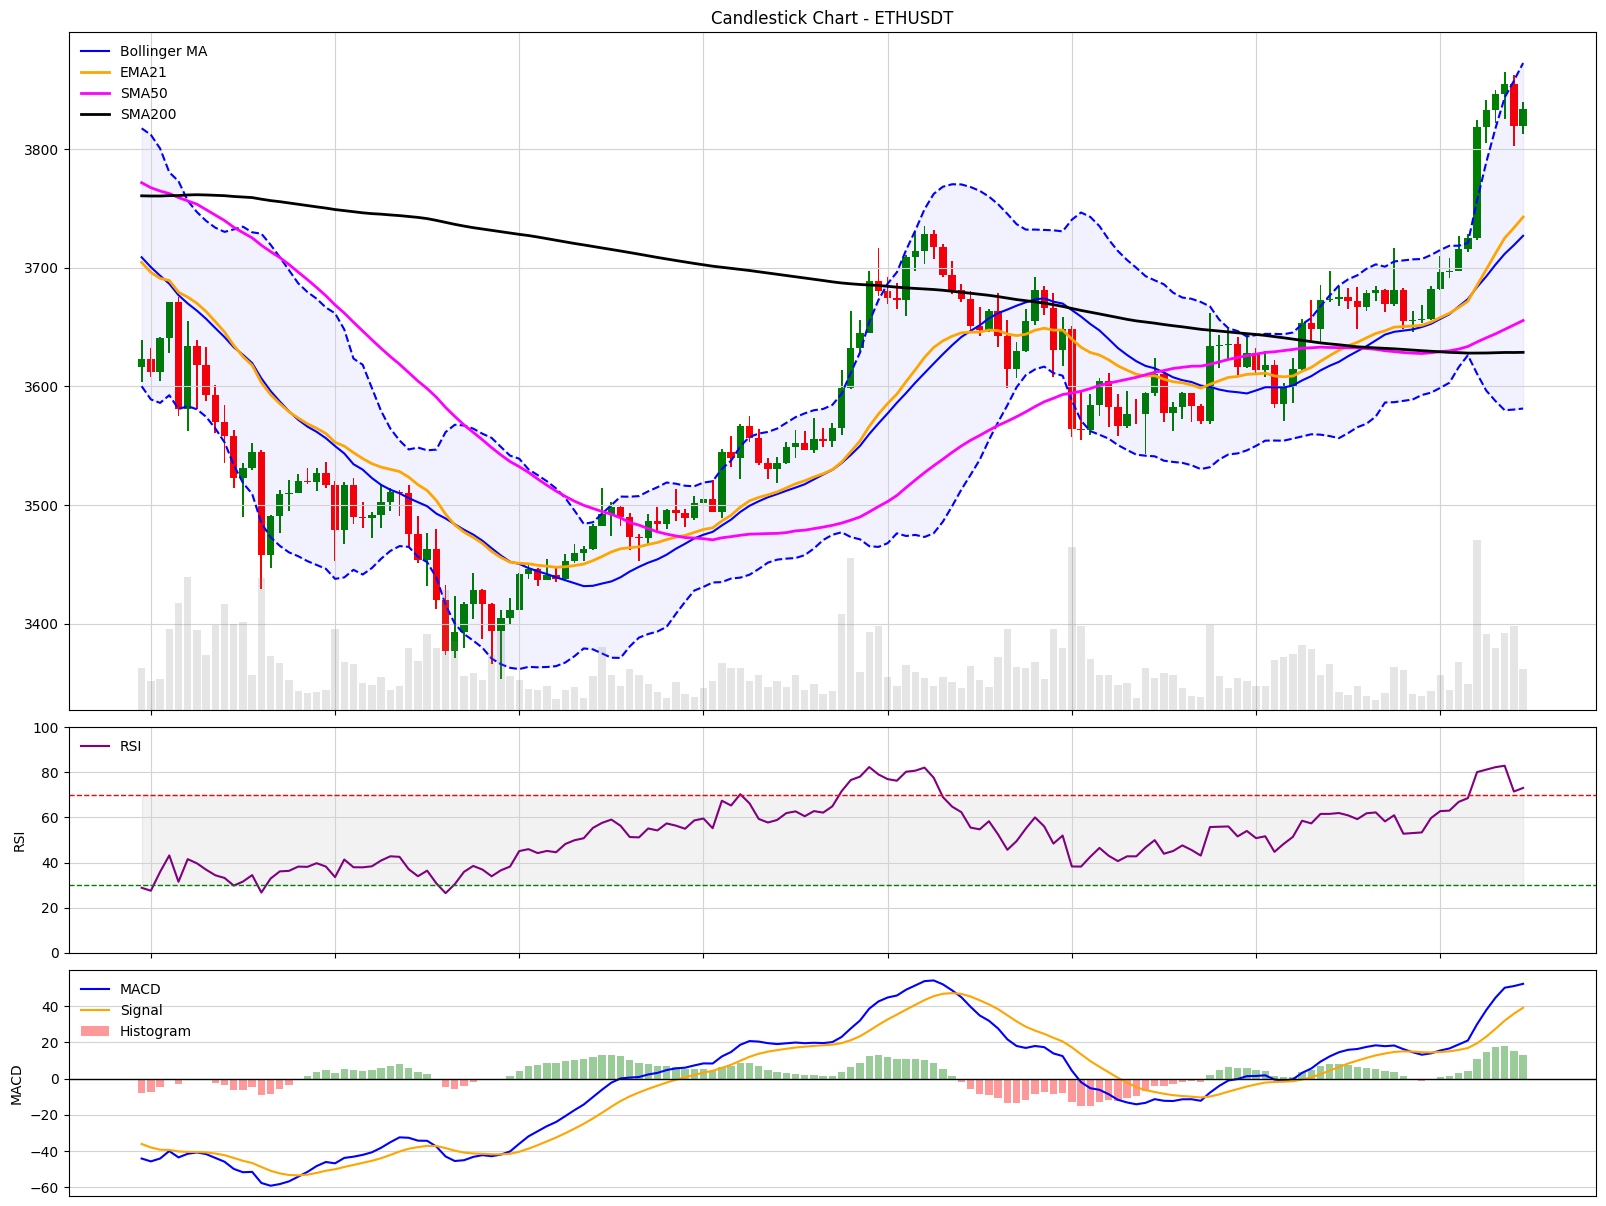 Candlestick Chart - ETHUSDT
Bollinger MA
EMA21
SMA50
SMA200
3800
3700
3600
3500
3400
RSI
100
80
60
40
20
0
RSI
MACD
Signal
Histogram
40
20
0
−20
−40
−60
MACD